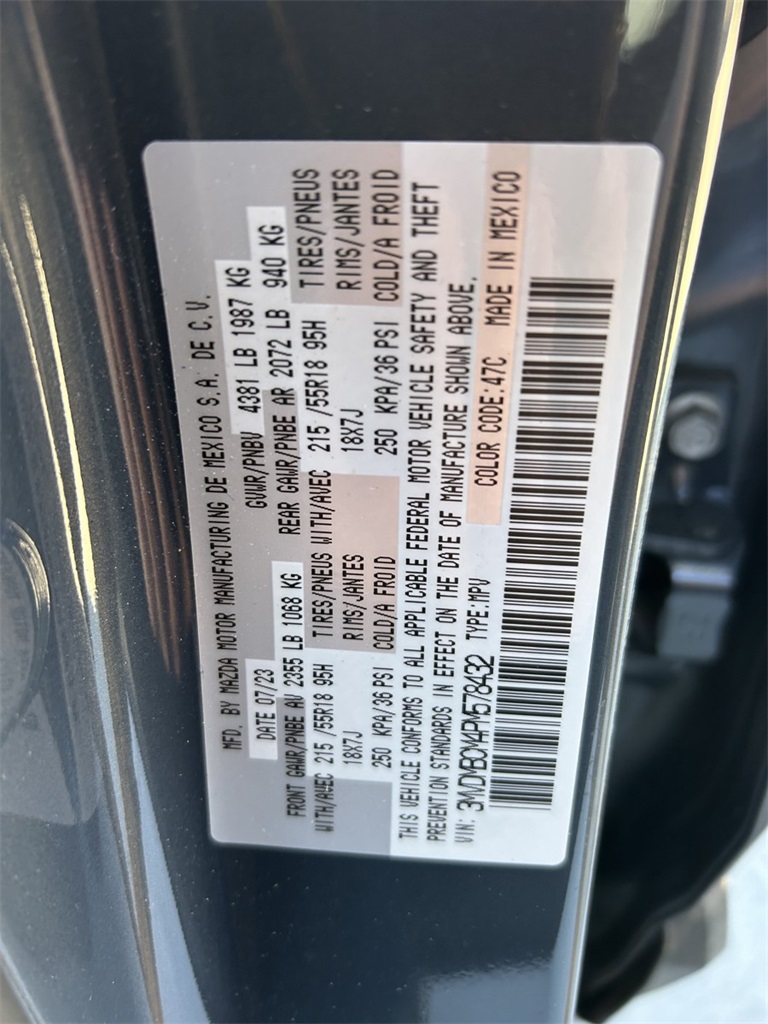 MFD. BY MAZDA MOTOR MANUFACTURING DE MEXICO S.A. DE C.V.
DATE 07/23 GVWR/PNBV 4381 LB 1987 KG
FRONT GAWR/PNBE AV 2355 LB 1068 KG REAR GAWR/PNBE AR 2072 LB 940 KG
WITH/AVEC 215 /55R18 95H TIRES/PNEUS WITH/AVEC 215 /55R18 95H TIRES/PNEUS
18X7J RIMS/JANTES 18X7J RIMS/JANTES
250 KPA/36 PSI COLD/A FROID 250 KPA/36 PSI COLD/A FROID
THIS VEHICLE CONFORMS TO ALL APPLICABLE FEDERAL MOTOR VEHICLE SAFETY AND THEFT
PREVENTION STANDARDS IN EFFECT ON THE DATE OF MANUFACTURE SHOWN ABOVE.
VIN: 3MVDMBCM4PM578432 TYPE:MPV COLOR CODE:47C MADE IN MEXICO